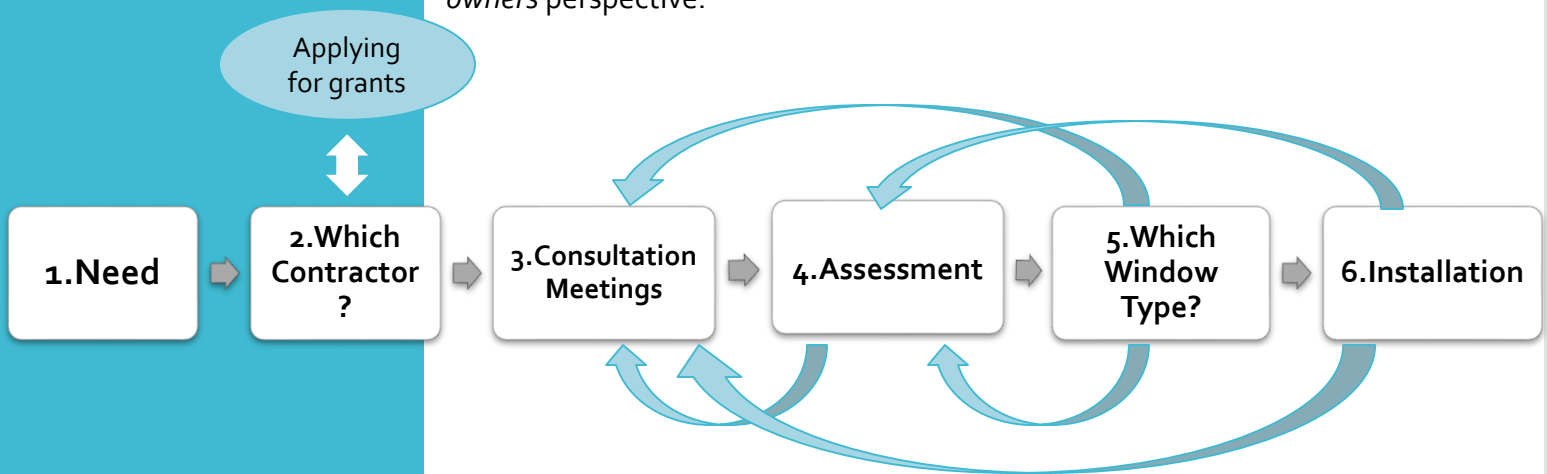 owners perspective.
Applying
for grants
1.Need
2.Which
Contractor
?
3.Consultation
Meetings
4.Assessment
5.Which
Window
Type?
6.Installation